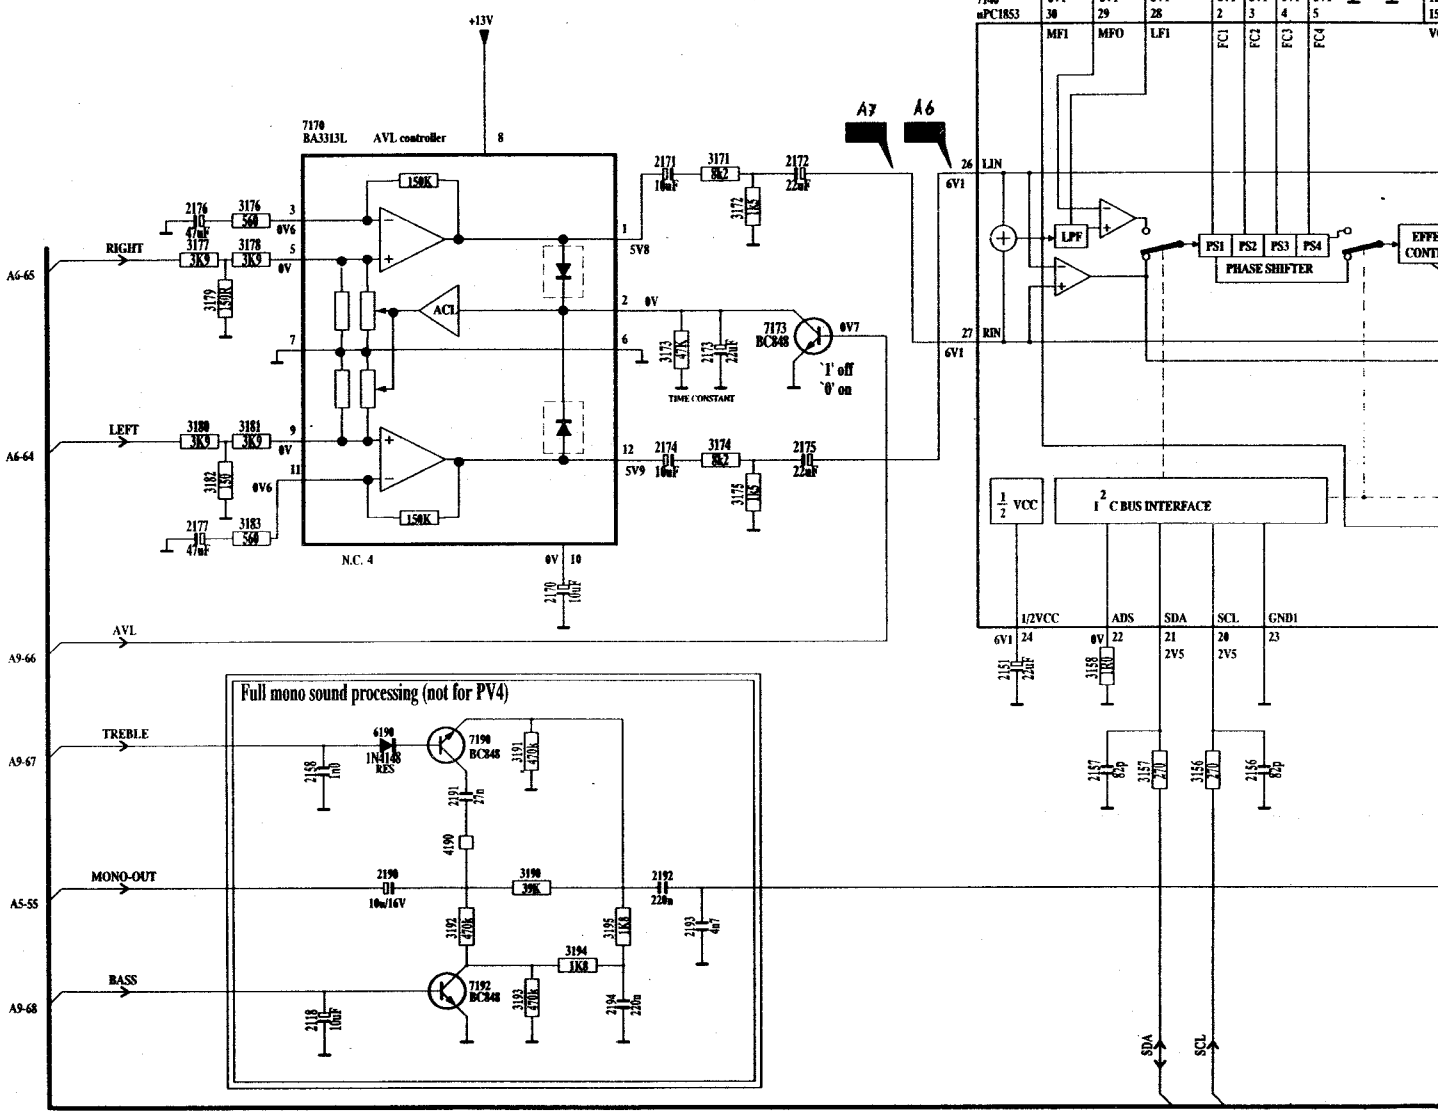 +13V
7140
uPC1853
30
29
28
2
3
4
5
MF1
MFO
LF1
FC1
FC2
FC3
FC4
A7
A6
7170
BA3313L
AVL controller
8
2171
10uF
3171
8k2
2172
22uF
26
LIN
6V1
150K
3172
1k5
2176
47uF
3176
560
3
0V6
1
5V8
RIGHT
3177
3K9
3178
3K9
5
0V
LPF
PS1
PS2
PS3
PS4
PHASE SHIFTER
A6-65
3179
150R
ACL
2
0V
7173
BC848
0V7
7
6
3173
47K
2173
22uF
27
RIN
6V1
'1' off
'0' on
TIME CONSTANT
LEFT
3180
3K9
3181
3K9
9
0V
A6-64
3182
150
11
0V6
12
5V9
2174
10uF
3174
8k2
2175
22uF
3175
1k5
1
2
VCC
I
2
C BUS INTERFACE
2177
47uF
3183
560
150K
N.C. 4
0V
10
2170
10uF
AVL
A9-66
1/2VCC
ADS
SDA
SCL
GND1
6V1
24
0V
22
21
20
23
2V5
2V5
2151
22uF
3158
1R0
Full mono sound processing (not for PV4)
TREBLE
A9-67
6190
1N4148
RES
7190
BC848
3191
470k
2158
1n0
2191
27n
4190
2157
82p
3157
270
3156
270
2156
82p
MONO-OUT
A5-55
2190
10u/16V
3190
39K
2192
220n
3192
470k
3195
1K8
2193
4n7
3194
1K8
BASS
A9-68
7192
BC848
3193
470k
2194
220n
2118
10uF
SDA
SCL